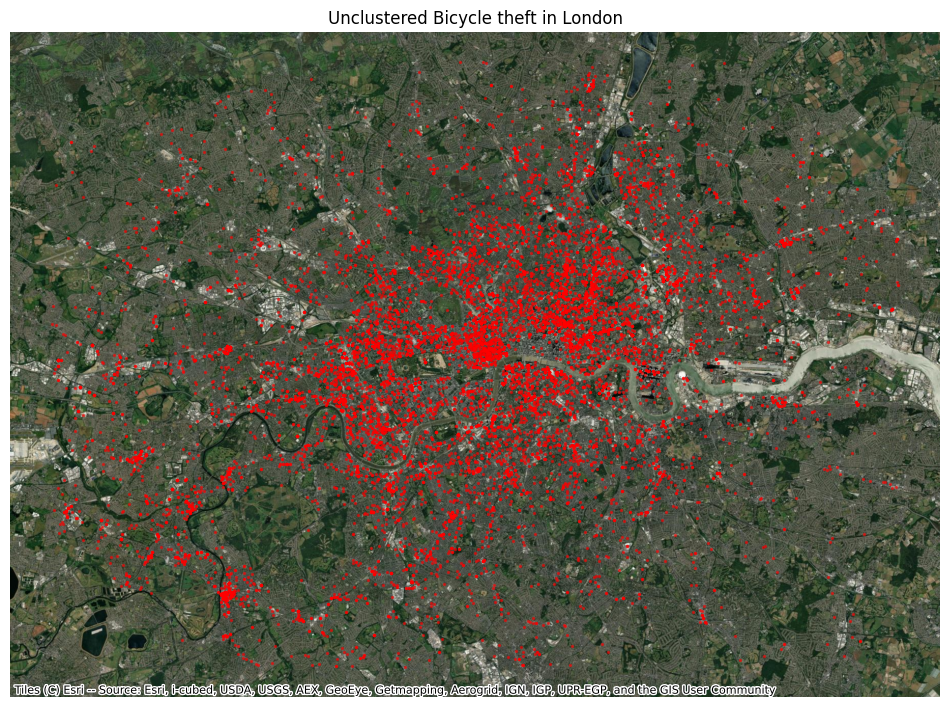 Unclustered Bicycle theft in London
Tiles (C) Esri -- Source: Esri, i-cubed, USDA, USGS, AEX, GeoEye, Getmapping, Aerogrid, IGN, IGP, UPR-EGP, and the GIS User Community